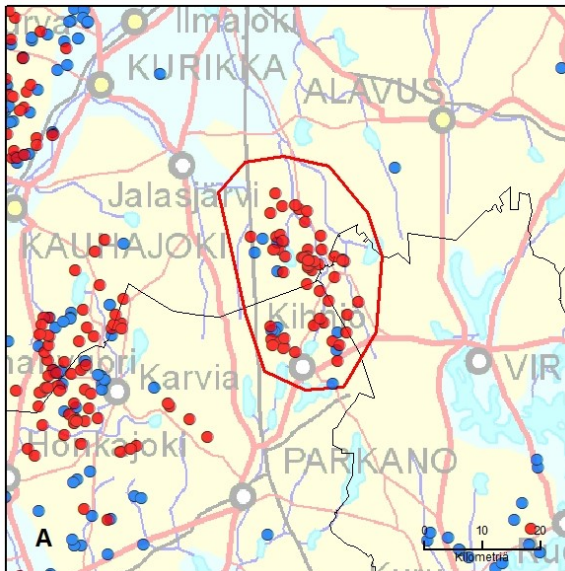 Ilmajoki
KURIKKA
ALAVUS
Jalasjärvi
KAUHAJOKI
Kihniö
VIR
Karvia
Honkajoki
PARKANO
A
0 10 20
Kilometriä